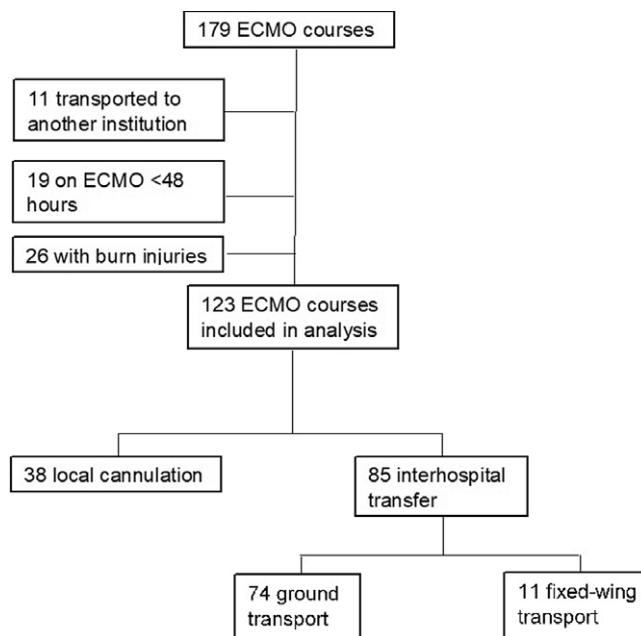 179 ECMO courses
11 transported to
another institution
19 on ECMO <48
hours
26 with burn injuries
123 ECMO courses
included in analysis
38 local cannulation
85 interhospital
transfer
74 ground
transport
11 fixed-wing
transport